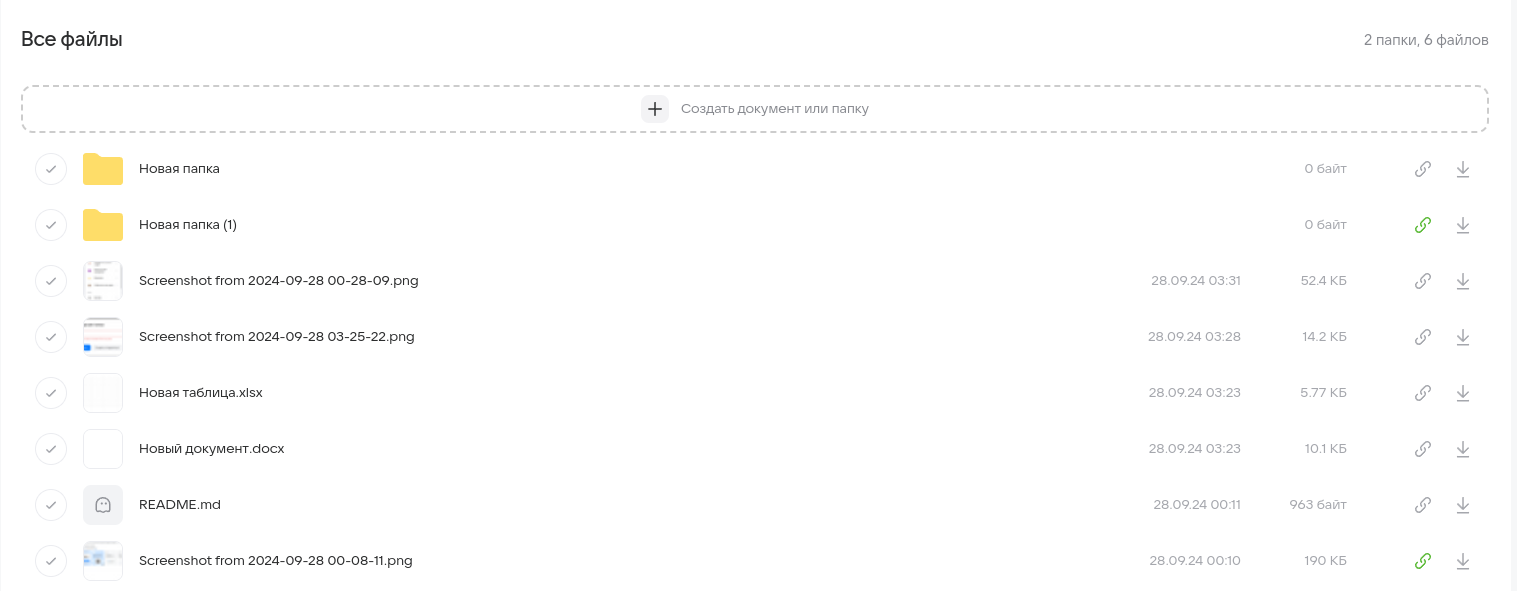 Все файлы
2 папки, 6 файлов
Создать документ или папку
Новая папка 0 байт
Новая папка (1) 0 байт
Screenshot from 2024-09-28 00-28-09.png 28.09.24 03:31 52.4 КБ
Screenshot from 2024-09-28 03-25-22.png 28.09.24 03:28 14.2 КБ
Новая таблица.xlsx 28.09.24 03:23 5.77 КБ
Новый документ.docx 28.09.24 03:23 10.1 КБ
README.md 28.09.24 00:11 963 байт
Screenshot from 2024-09-28 00-08-11.png 28.09.24 00:10 190 КБ